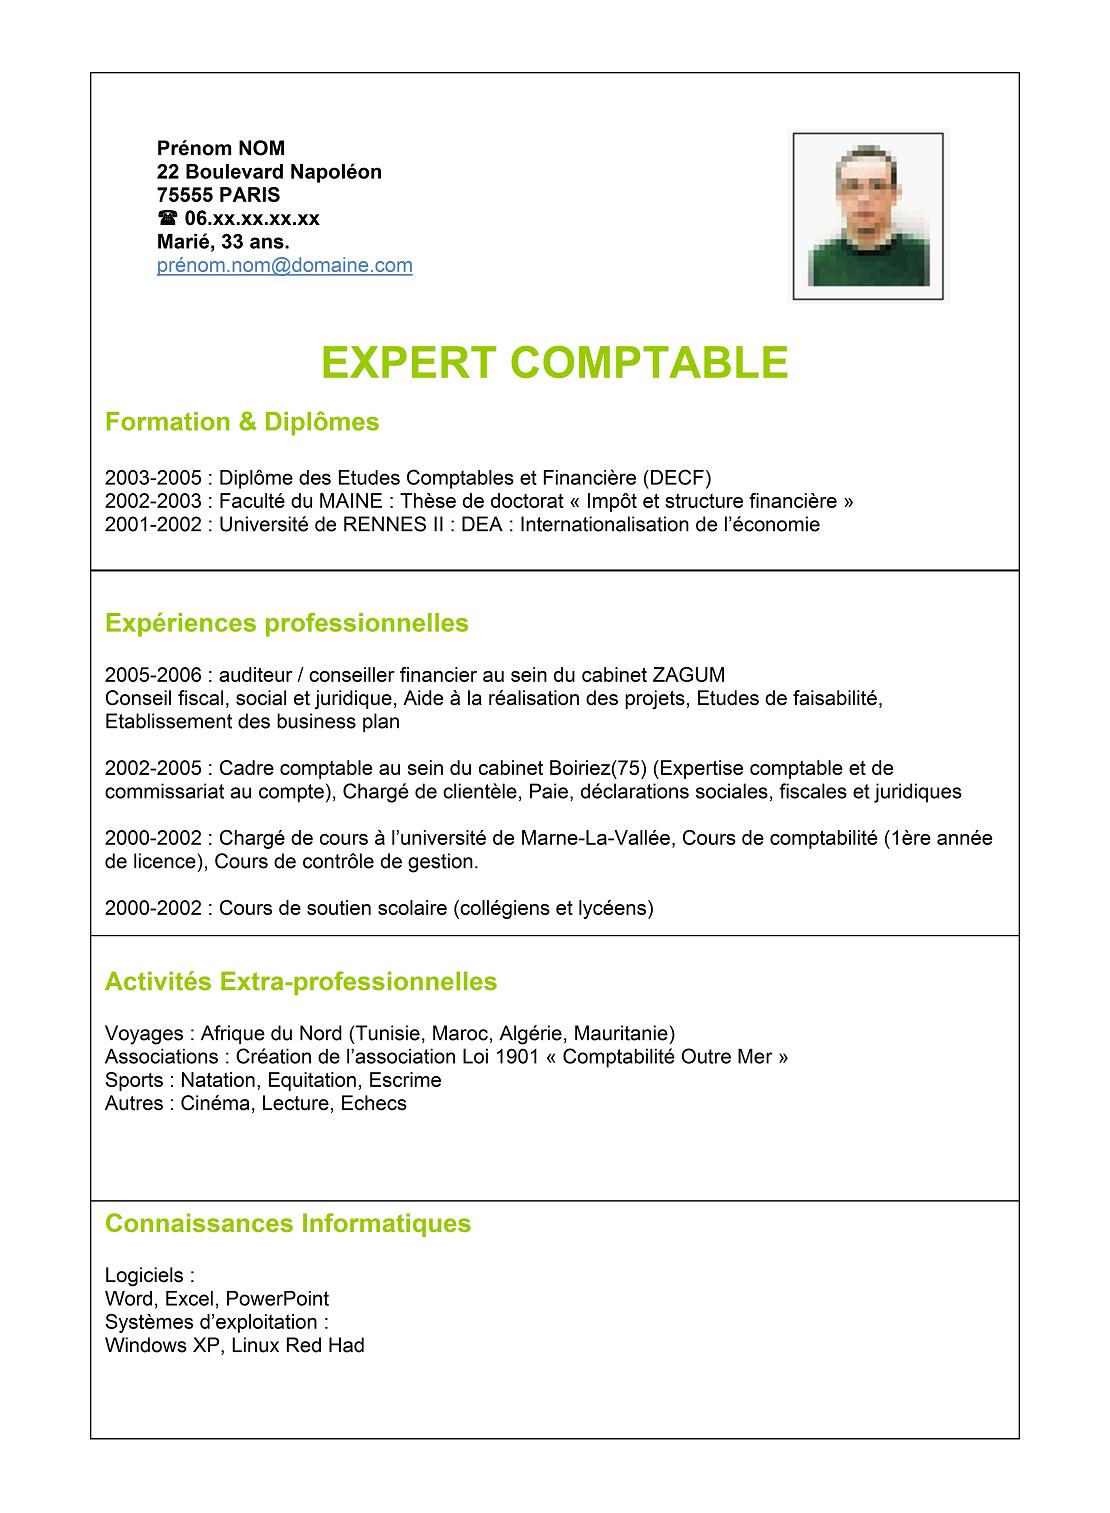 Prénom NOM
22 Boulevard Napoléon
75555 PARIS
☎ 06.xx.xx.xx.xx
Marié, 33 ans.
prénom.nom@domaine.com
EXPERT COMPTABLE
Formation & Diplômes
2003-2005 : Diplôme des Etudes Comptables et Financière (DECF)
2002-2003 : Faculté du MAINE : Thèse de doctorat « Impôt et structure financière »
2001-2002 : Université de RENNES II : DEA : Internationalisation de l’économie
Expériences professionnelles
2005-2006 : auditeur / conseiller financier au sein du cabinet ZAGUM
Conseil fiscal, social et juridique, Aide à la réalisation des projets, Etudes de faisabilité,
Etablissement des business plan
2002-2005 : Cadre comptable au sein du cabinet Boiriez(75) (Expertise comptable et de
commissariat au compte), Chargé de clientèle, Paie, déclarations sociales, fiscales et juridiques
2000-2002 : Chargé de cours à l’université de Marne-La-Vallée, Cours de comptabilité (1ère année
de licence), Cours de contrôle de gestion.
2000-2002 : Cours de soutien scolaire (collégiens et lycéens)
Activités Extra-professionnelles
Voyages : Afrique du Nord (Tunisie, Maroc, Algérie, Mauritanie)
Associations : Création de l’association Loi 1901 « Comptabilité Outre Mer »
Sports : Natation, Equitation, Escrime
Autres : Cinéma, Lecture, Echecs
Connaissances Informatiques
Logiciels :
Word, Excel, PowerPoint
Systèmes d’exploitation :
Windows XP, Linux Red Had